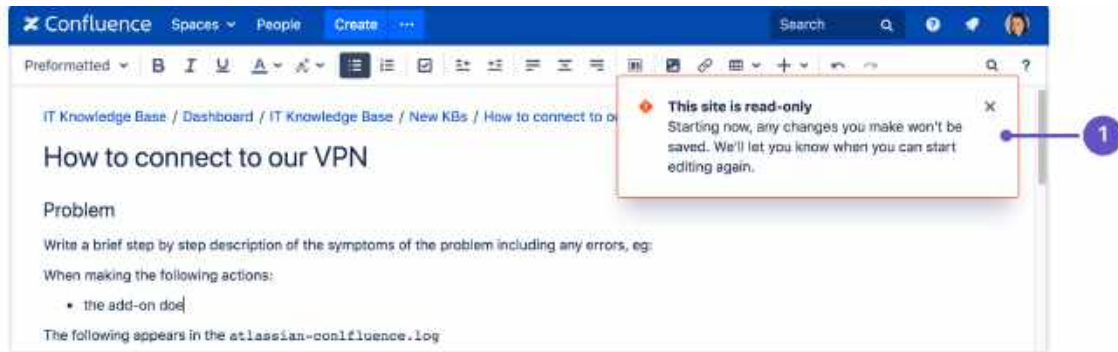 Confluence Spaces People Create ··· Search
Preformatted B I U A ?
IT Knowledge Base / Dashboard / IT Knowledge Base / New KBs / How to connect to o
This site is read-only
Starting now, any changes you make won't be
saved. We'll let you know when you can start
editing again.
1
How to connect to our VPN
Problem
Write a brief step by step description of the symptoms of the problem including any errors, eg:
When making the following actions:
• the add-on doe
The following appears in the atlassian-conlfluence.log